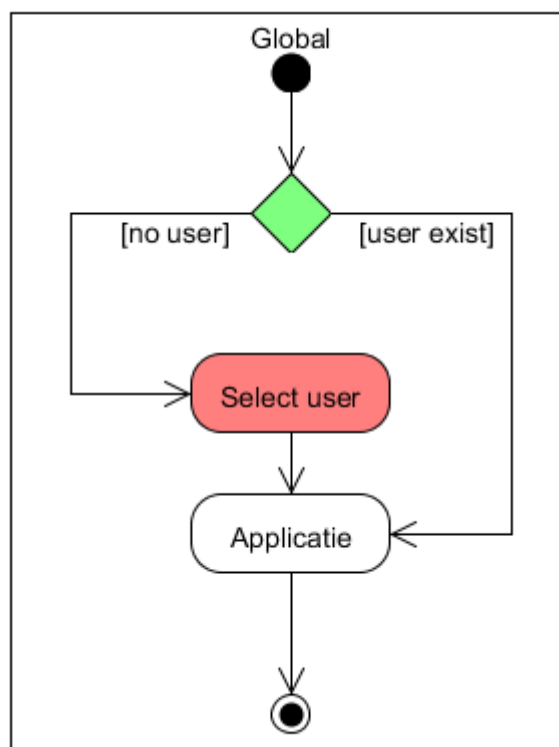 Global
[no user]
[user exist]
Select user
Applicatie